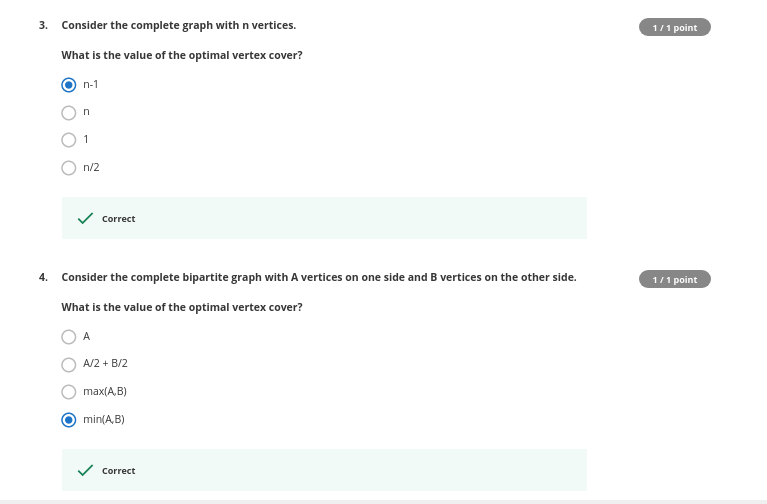 3. Consider the complete graph with n vertices.
1 / 1 point
What is the value of the optimal vertex cover?
n-1
n
1
n/2
Correct
4. Consider the complete bipartite graph with A vertices on one side and B vertices on the other side.
1 / 1 point
What is the value of the optimal vertex cover?
A
A/2 + B/2
max(A,B)
min(A,B)
Correct